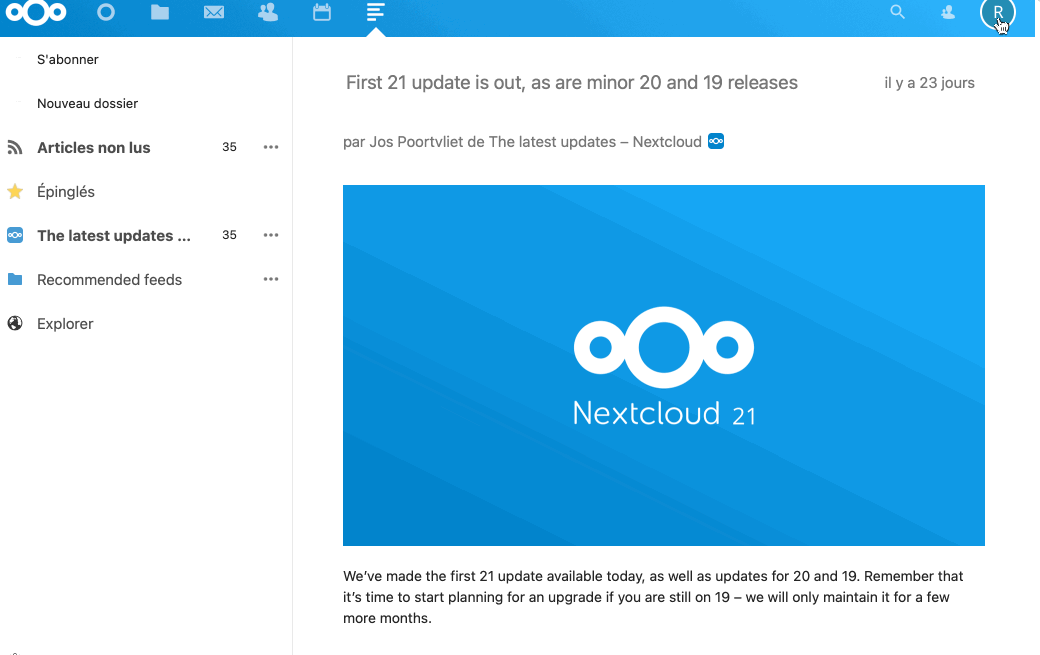 R
S'abonner
Nouveau dossier
Articles non lus 35
Épinglés
The latest updates ... 35
Recommended feeds
Explorer
First 21 update is out, as are minor 20 and 19 releases il y a 23 jours
par Jos Poortvliet de The latest updates – Nextcloud
Nextcloud 21
We've made the first 21 update available today, as well as updates for 20 and 19. Remember that
it's time to start planning for an upgrade if you are still on 19 – we will only maintain it for a few
more months.